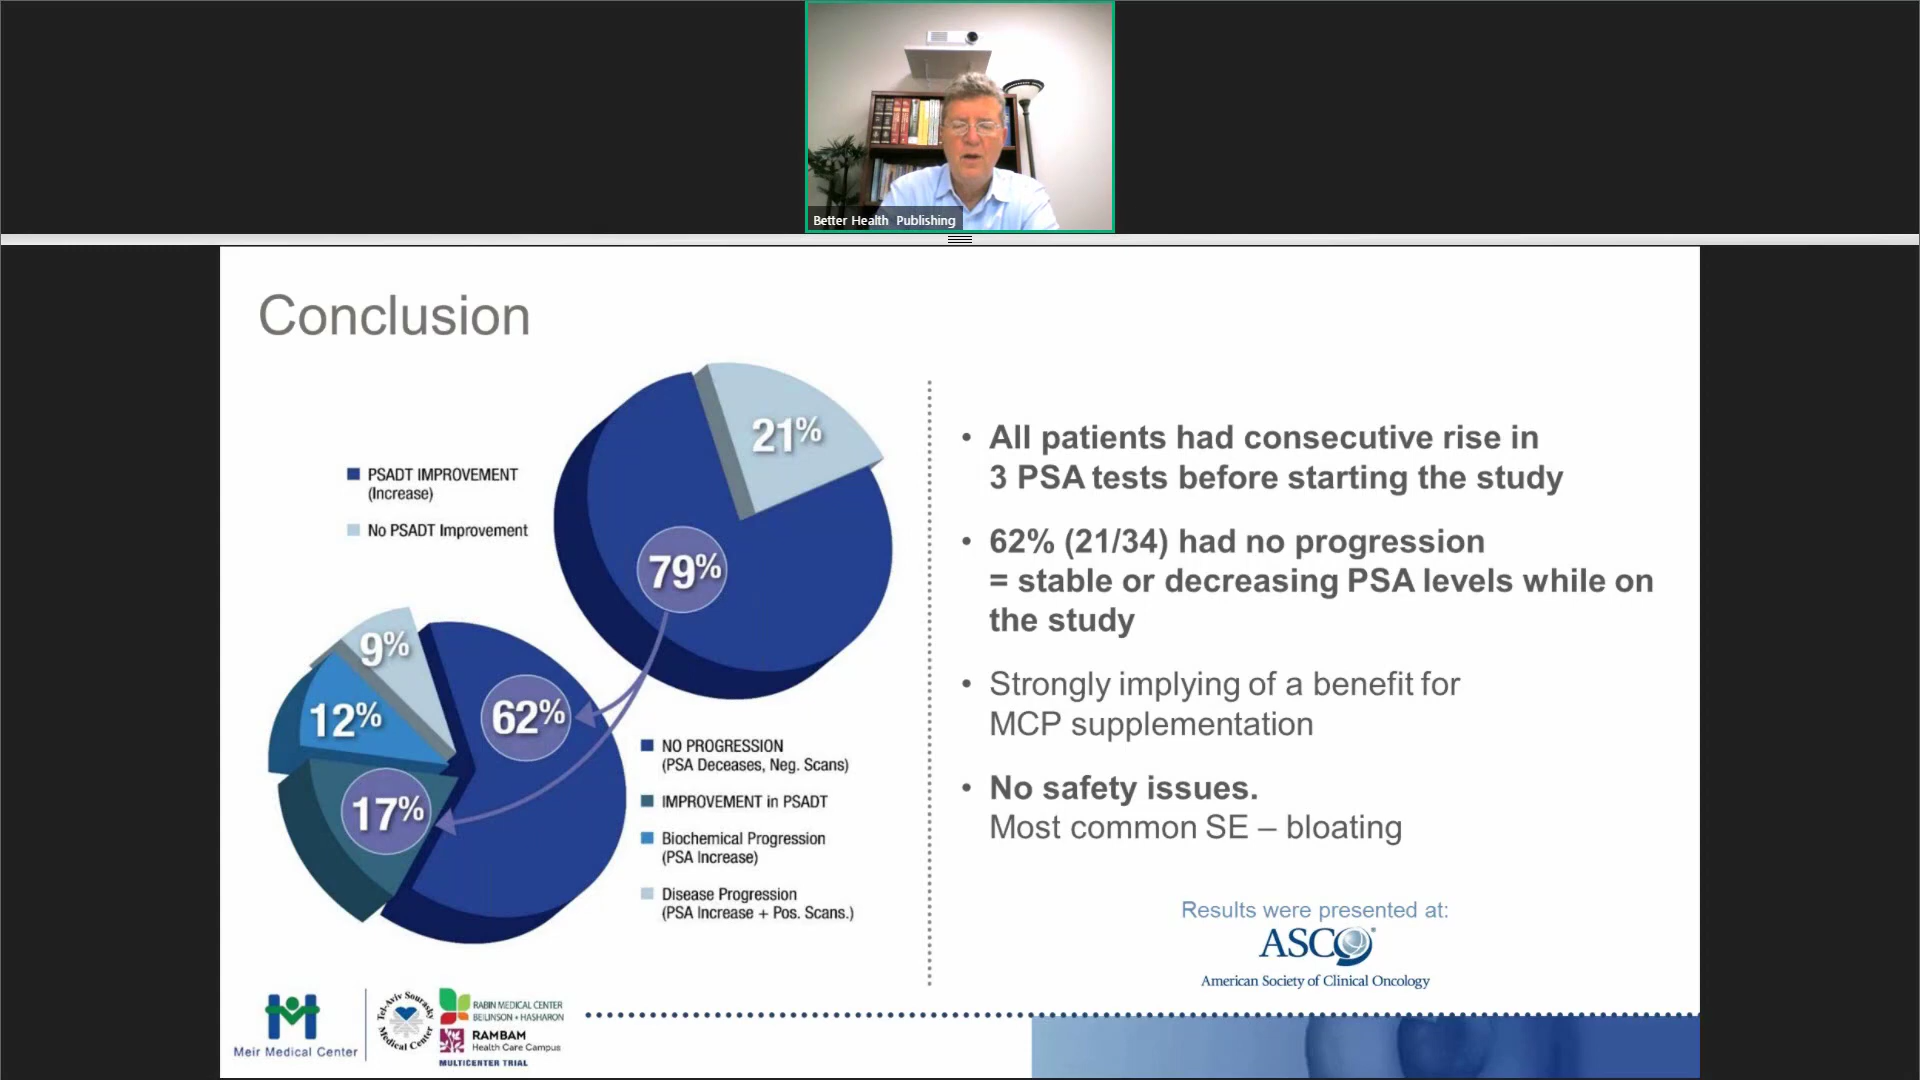 Better Health Publishing
Conclusion
21%
79%
PSADT IMPROVEMENT
(Increase)
No PSADT Improvement
9%
12%
62%
17%
NO PROGRESSION
(PSA Deceases, Neg. Scans)
IMPROVEMENT in PSADT
Biochemical Progression
(PSA Increase)
Disease Progression
(PSA Increase + Pos. Scans.)
• All patients had consecutive rise in
3 PSA tests before starting the study
• 62% (21/34) had no progression
= stable or decreasing PSA levels while on
the study
• Strongly implying of a benefit for
MCP supplementation
• No safety issues.
Most common SE – bloating
Results were presented at:
ASCO®
American Society of Clinical Oncology
Meir Medical Center
Tel-Aviv Sourasky
Medical Center
RABIN MEDICAL CENTER
BEILINSON • HASHARON
RAMBAM
Health Care Campus
MULTICENTER TRIAL